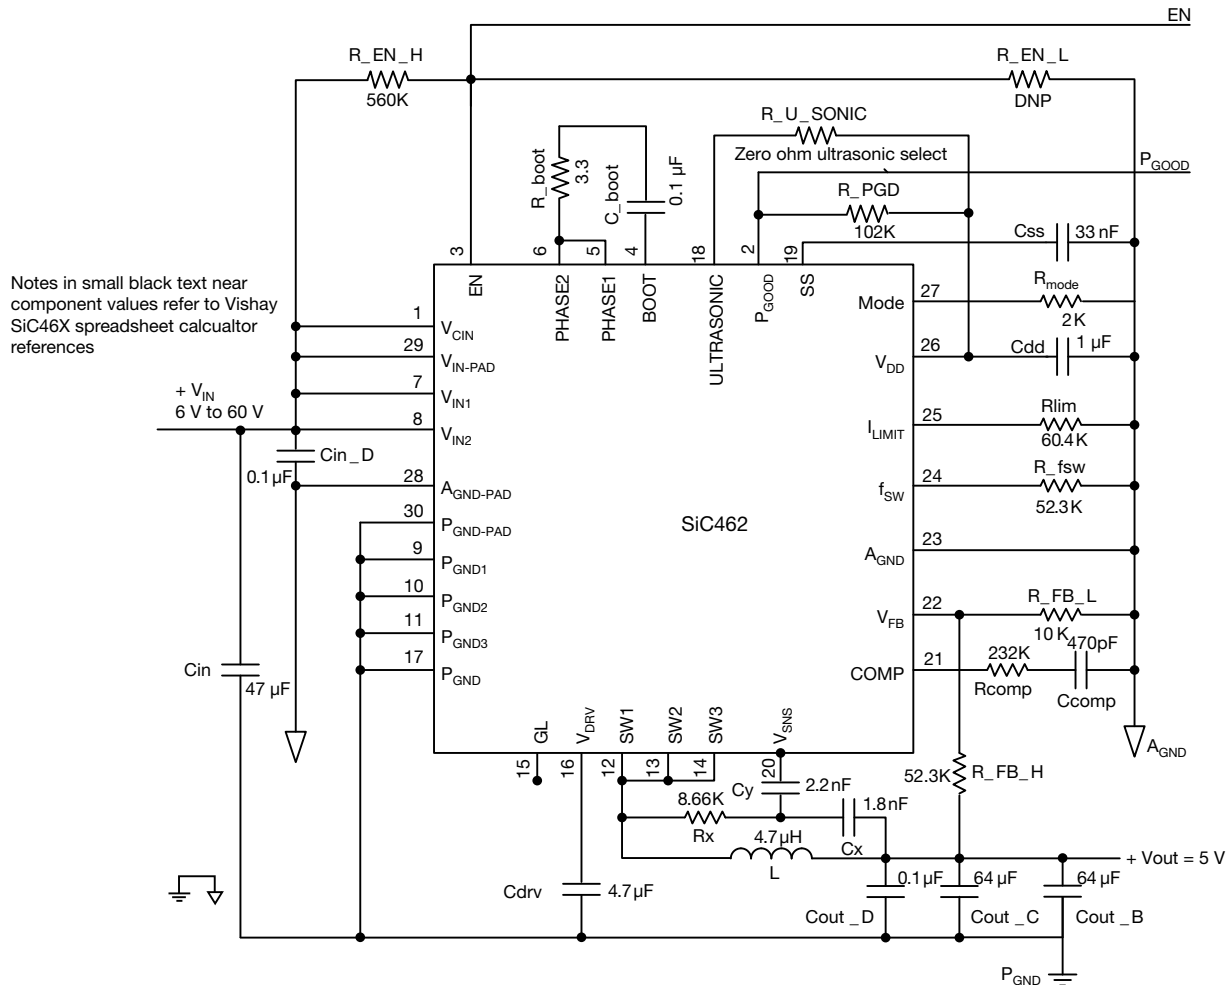 EN
R_EN_H
560K
R_EN_L
DNP
R_U_SONIC
Zero ohm ultrasonic select
P_GOOD
R_PGD
102K
R_boot
3.3
C_boot
0.1 µF
Css
33 nF
3
6
5
4
18
2
19
EN
PHASE2
PHASE1
BOOT
ULTRASONIC
PGOOD
SS
Notes in small black text near
component values refer to Vishay
SiC46X spreadsheet calcualtor
references
1
VCIN
29
VIN-PAD
7
VIN1
8
VIN2
+ VIN
6 V to 60 V
Cin_D
0.1 µF
28
AGND-PAD
30
PGND-PAD
9
PGND1
10
PGND2
11
PGND3
17
PGND
Cin
47 µF
SiC462
Mode
27
Rmode
2K
VDD
26
Cdd
1 µF
ILIMIT
25
Rlim
60.4K
fSW
24
R_fsw
52.3K
AGND
23
VFB
22
R_FB_L
10K
COMP
21
232K
Rcomp
470pF
Ccomp
AGND
GL
VDRV
SW1
SW2
SW3
VSNS
15
16
12
13
14
20
Cy
2.2nF
8.66K
Rx
1.8nF
Cx
4.7µH
L
52.3K
R_FB_H
+ Vout = 5 V
Cdrv
4.7µF
0.1µF
Cout_D
64µF
Cout_C
64µF
Cout_B
PGND